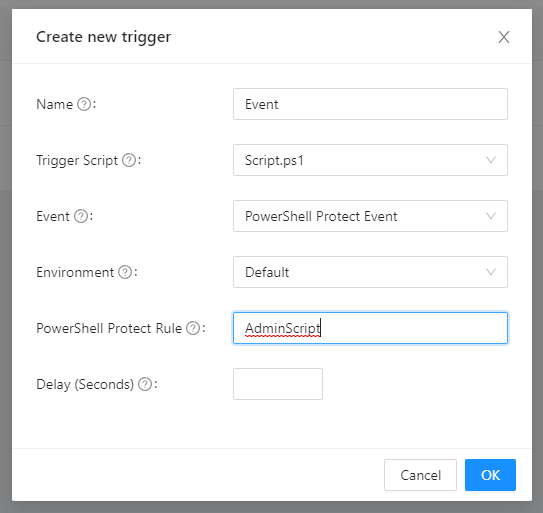 Create new trigger
Name ?: Event
Trigger Script ?: Script.ps1
Event ?: PowerShell Protect Event
Environment ?: Default
PowerShell Protect Rule ?: AdminScript
Delay (Seconds) ?:
Cancel OK